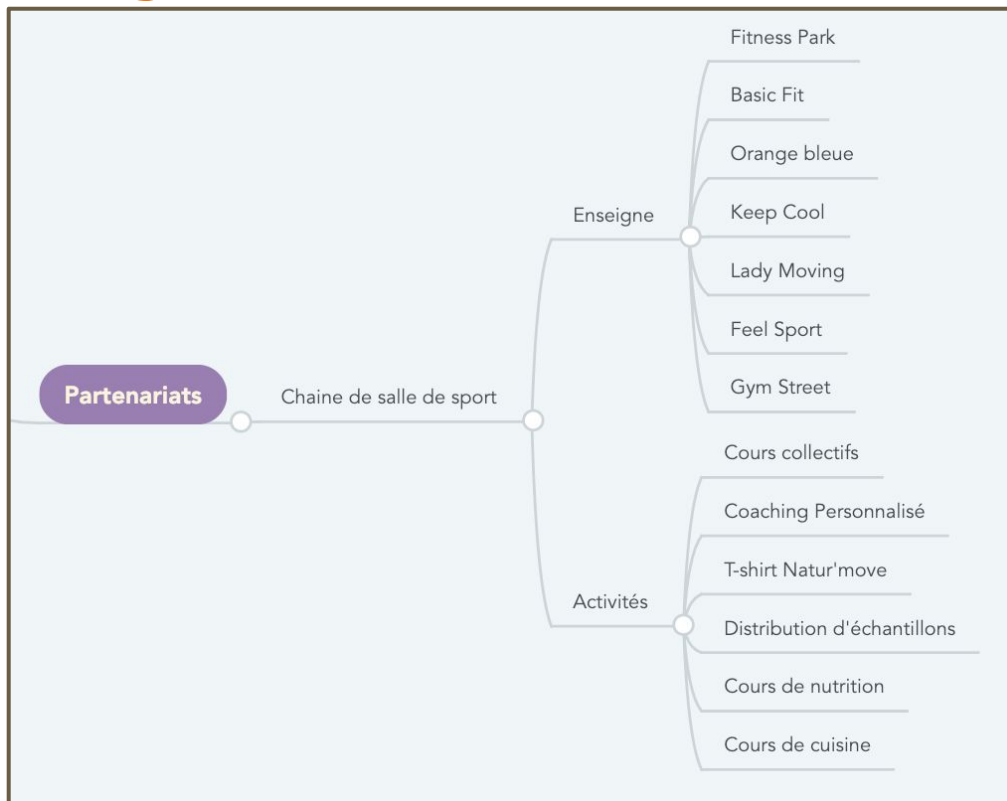 Partenariats
Chaine de salle de sport
Enseigne
Fitness Park
Basic Fit
Orange bleue
Keep Cool
Lady Moving
Feel Sport
Gym Street
Activités
Cours collectifs
Coaching Personnalisé
T-shirt Natur'move
Distribution d'échantillons
Cours de nutrition
Cours de cuisine